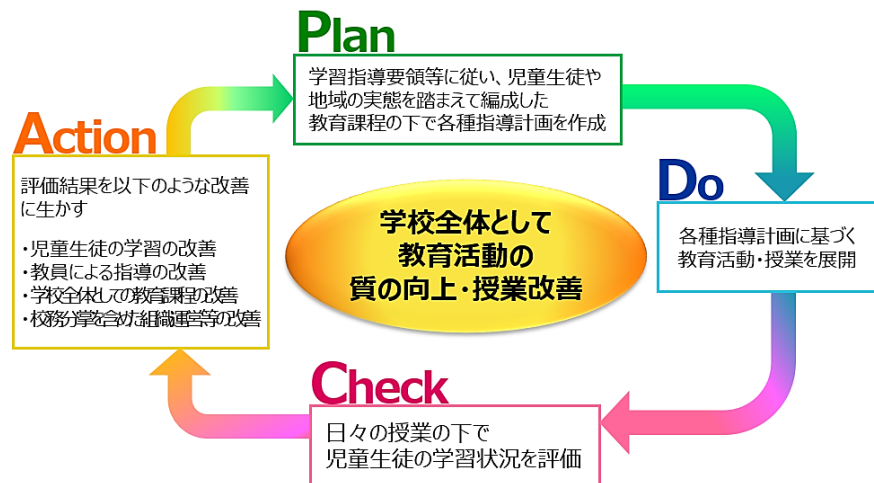 Plan
学習指導要領等に従い、児童生徒や
地域の実態を踏まえて編成した
教育課程の下で各種指導計画を作成
Do
各種指導計画に基づく
教育活動・授業を展開
Check
日々の授業の下で
児童生徒の学習状況を評価
Action
評価結果を以下のような改善
に生かす
・児童生徒の学習の改善
・教員による指導の改善
・学校全体としての教育課程の改善
・校務分掌を含めた組織運営等の改善
学校全体として
教育活動の
質の向上・授業改善